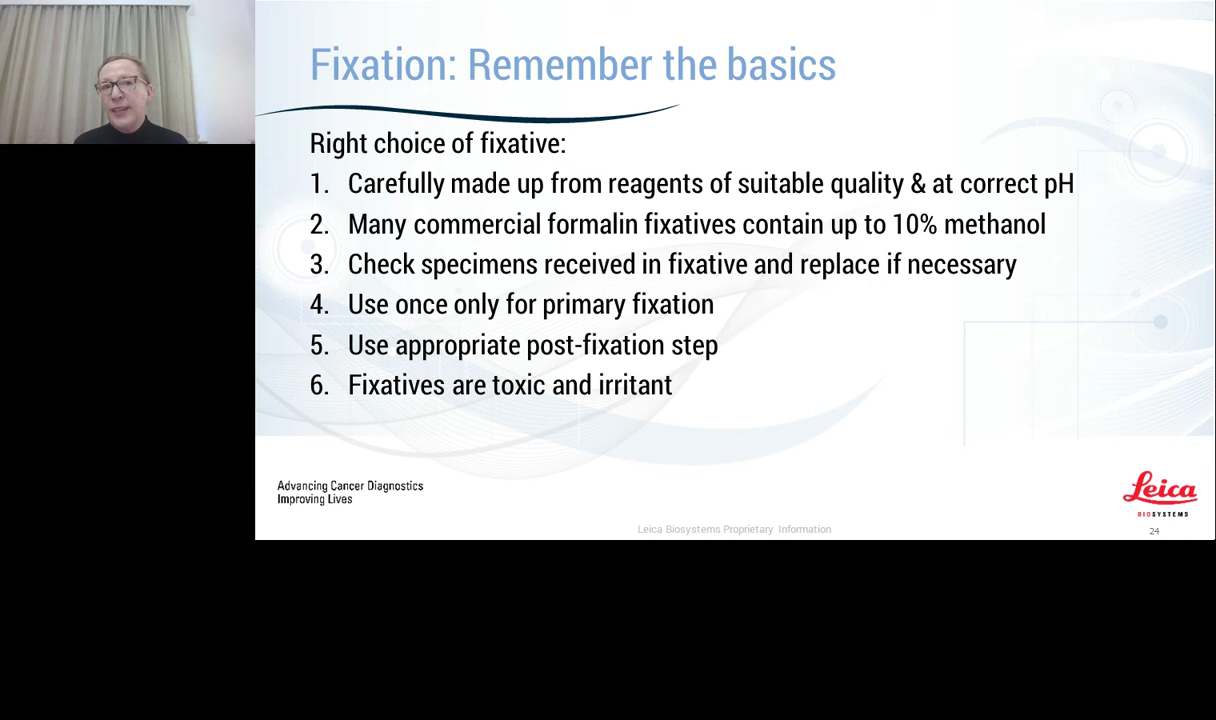 Fixation: Remember the basics
Right choice of fixative:
1. Carefully made up from reagents of suitable quality & at correct pH
2. Many commercial formalin fixatives contain up to 10% methanol
3. Check specimens received in fixative and replace if necessary
4. Use once only for primary fixation
5. Use appropriate post-fixation step
6. Fixatives are toxic and irritant
Advancing Cancer Diagnostics
Improving Lives
Leica
BIOSYSTEMS
Leica Biosystems Proprietary Information
24